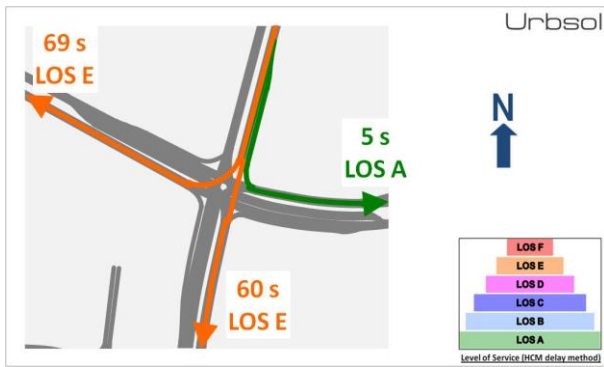 Urbsol
69 s
LOS E
N
5 s
LOS A
60 s
LOS E
LOS F
LOS E
LOS D
LOS C
LOS B
LOS A
Level of Service (HCM delay method)